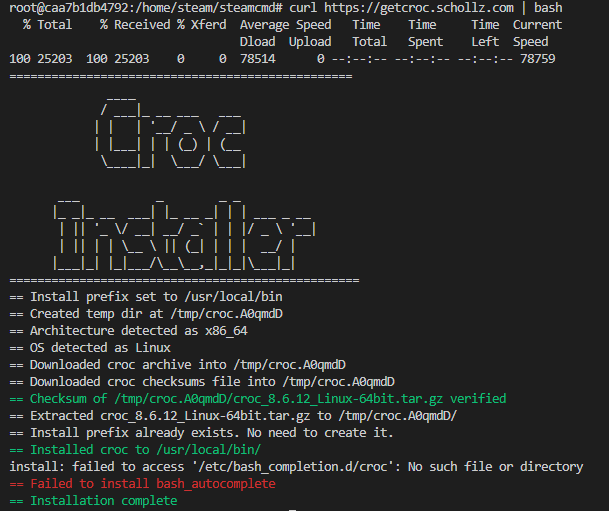 root@caa7b1db4792:/home/steam/steamcmd# curl https://getcroc.schollz.com | bash
  % Total    % Received % Xferd  Average Speed   Time    Time     Time  Current
                                 Dload  Upload   Total   Spent    Left  Speed
100 25203  100 25203    0     0  78514      0 --:--:-- --:--:-- --:--:-- 78759
=================================================
Croc
Installer
==================================================
== Install prefix set to /usr/local/bin
== Created temp dir at /tmp/croc.A0qmdD
== Architecture detected as x86_64
== OS detected as Linux
== Downloaded croc archive into /tmp/croc.A0qmdD
== Downloaded croc checksums file into /tmp/croc.A0qmdD
== Checksum of /tmp/croc.A0qmdD/croc_8.6.12_Linux-64bit.tar.gz verified
== Extracted croc_8.6.12_Linux-64bit.tar.gz to /tmp/croc.A0qmdD/
== Install prefix already exists. No need to create it.
== Installed croc to /usr/local/bin/
install: failed to access '/etc/bash_completion.d/croc': No such file or directory
== Failed to install bash_autocomplete
== Installation complete